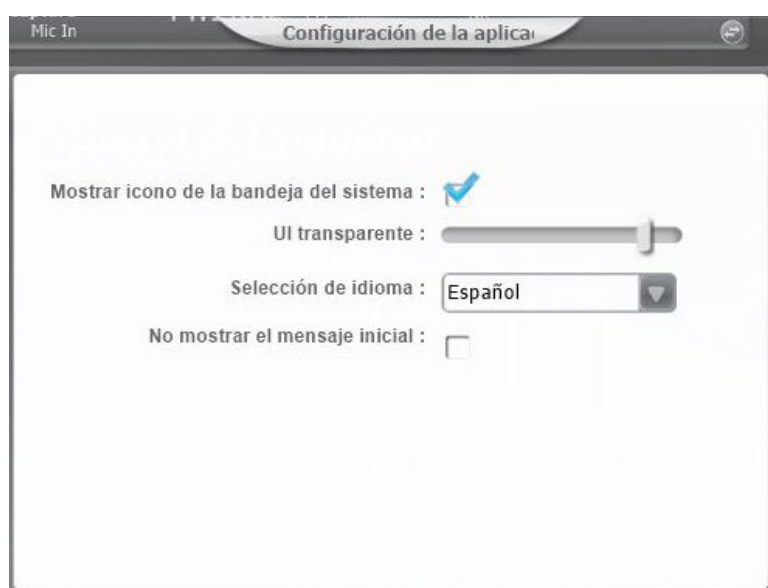 Mic In
Configuración de la aplica
Mostrar icono de la bandeja del sistema :
UI transparente :
Selección de idioma :
Español
No mostrar el mensaje inicial :